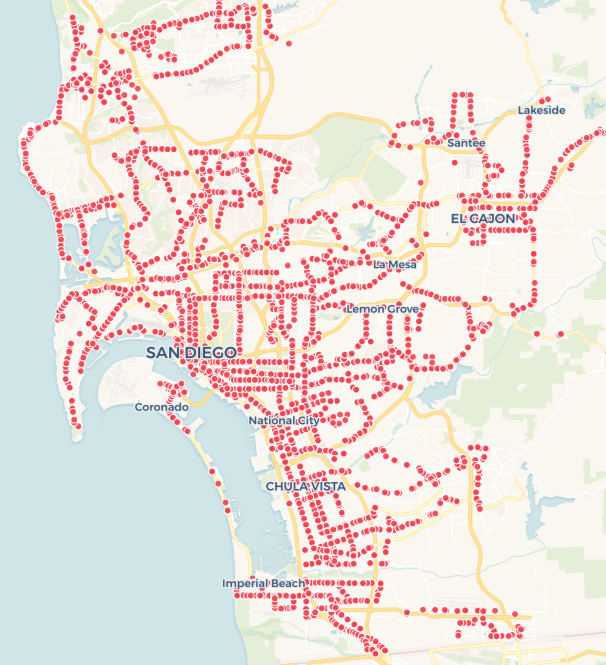 Lakeside
Santee
EL CAJON
La Mesa
Lemon Grove
SAN DIEGO
Coronado
National City
CHULA VISTA
Imperial Beach